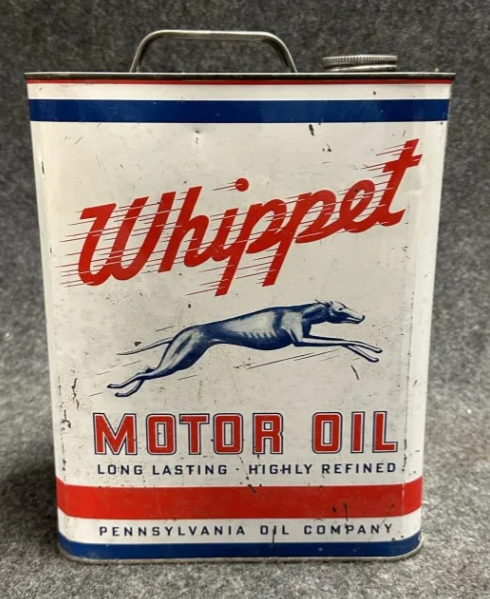 Whippet
MOTOR OIL
LONG LASTING · HIGHLY REFINED
PENNSYLVANIA OIL COMPANY